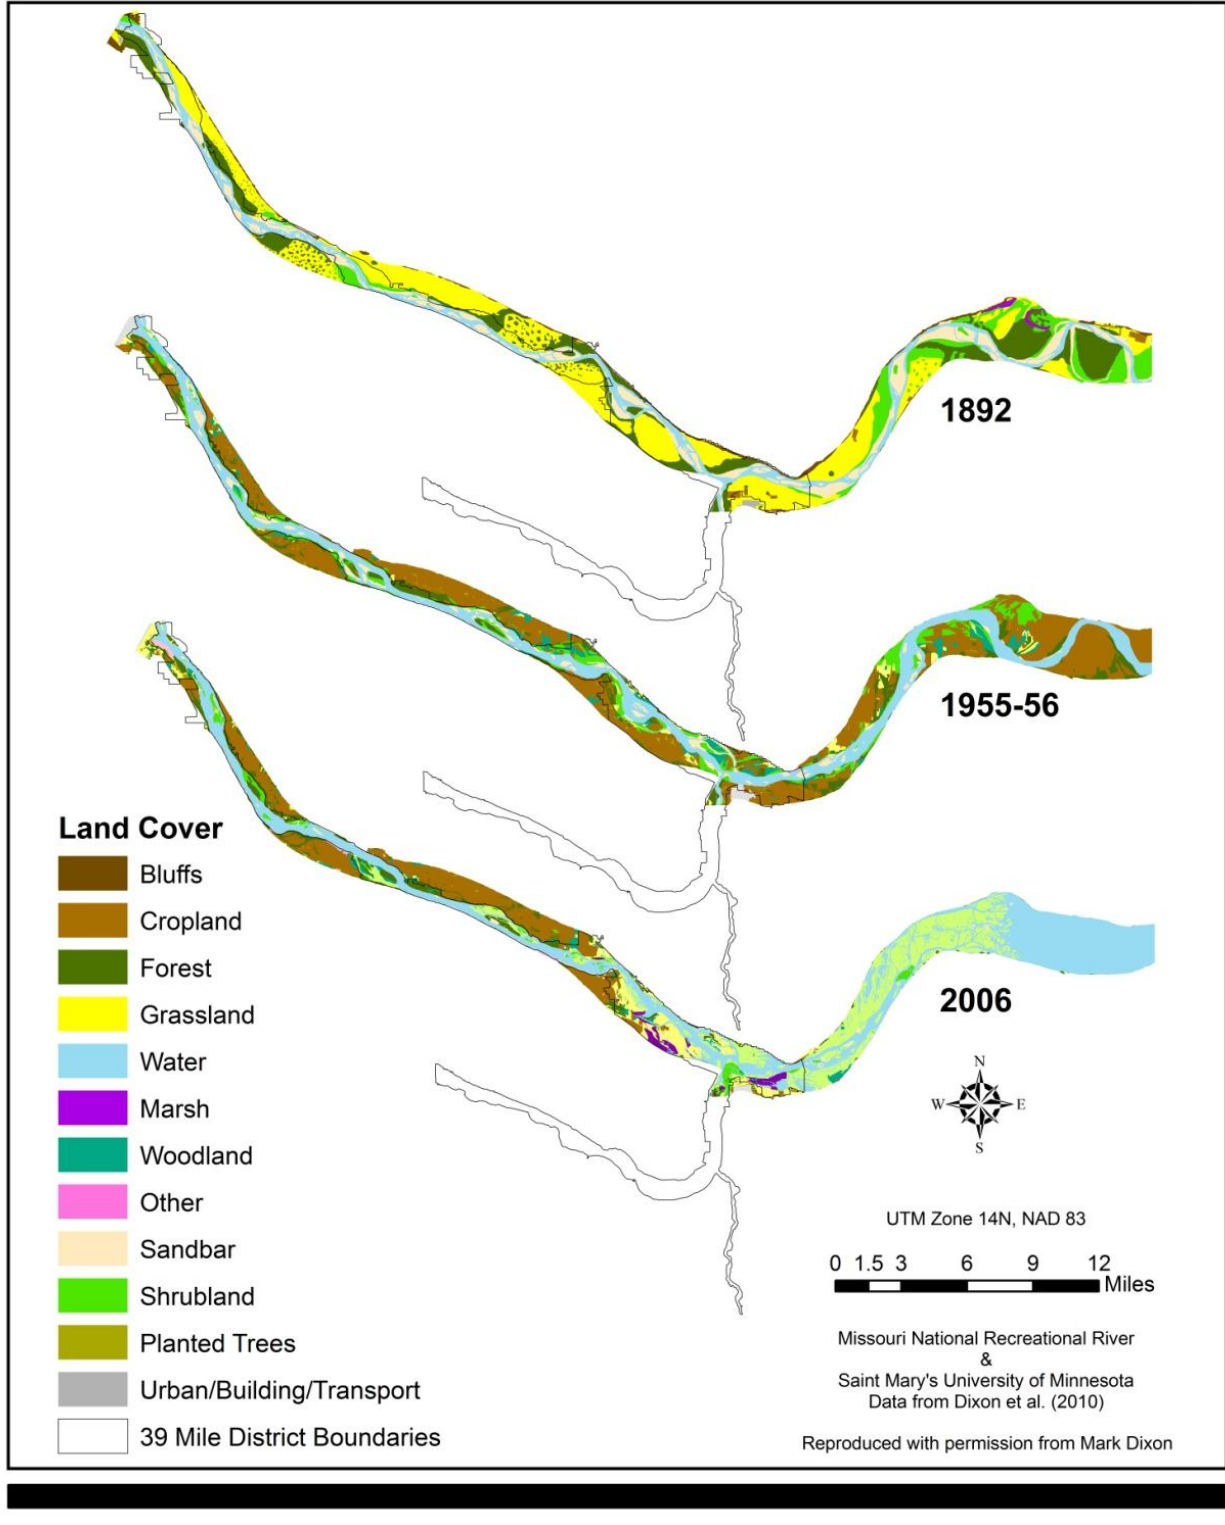 1892
1955-56
2006
Land Cover
Bluffs
Cropland
Forest
Grassland
Water
Marsh
Woodland
Other
Sandbar
Shrubland
Planted Trees
Urban/Building/Transport
39 Mile District Boundaries
N
W E
S
UTM Zone 14N, NAD 83
0 1.5 3 6 9 12
Miles
Missouri National Recreational River
&
Saint Mary's University of Minnesota
Data from Dixon et al. (2010)
Reproduced with permission from Mark Dixon